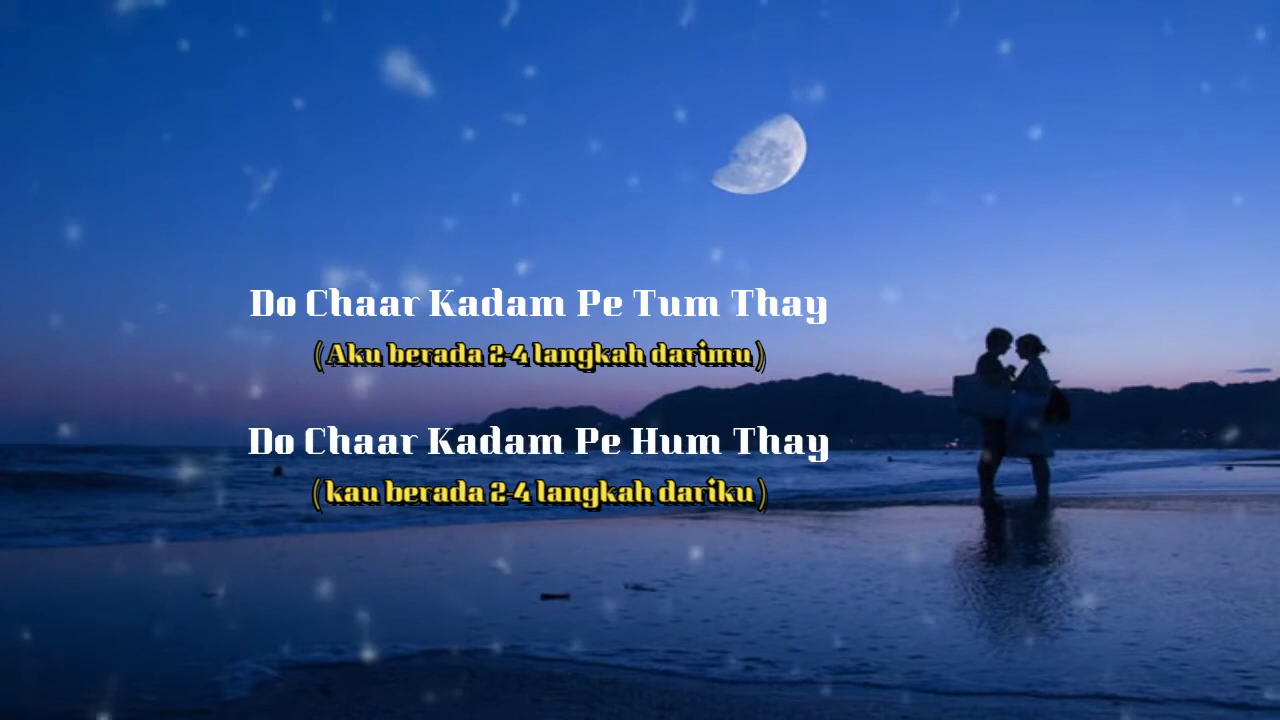 Do Chaar Kadam Pe Tum Thay
(Aku berada 2-4 langkah darimu)
Do Chaar Kadam Pe Hum Thay
(kau berada 2-4 langkah dariku)